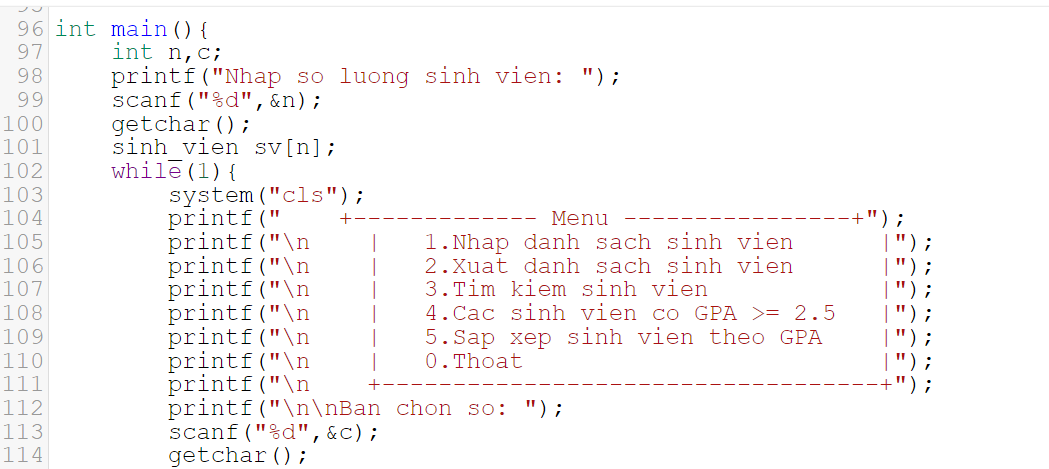 95
96 int main(){
97     int n,c;
98     printf("Nhap so luong sinh vien: ");
99     scanf("%d",&n);
100     getchar();
101     sinh_vien sv[n];
102     while(1){
103         system("cls");
104         printf("    +------------- Menu ----------------+");
105         printf("\n    |   1.Nhap danh sach sinh vien      |");
106         printf("\n    |   2.Xuat danh sach sinh vien      |");
107         printf("\n    |   3.Tim kiem sinh vien            |");
108         printf("\n    |   4.Cac sinh vien co GPA >= 2.5   |");
109         printf("\n    |   5.Sap xep sinh vien theo GPA    |");
110         printf("\n    |   0.Thoat                         |");
111         printf("\n    +-----------------------------------+");
112         printf("\n\nBan chon so: ");
113         scanf("%d",&c);
114         getchar();